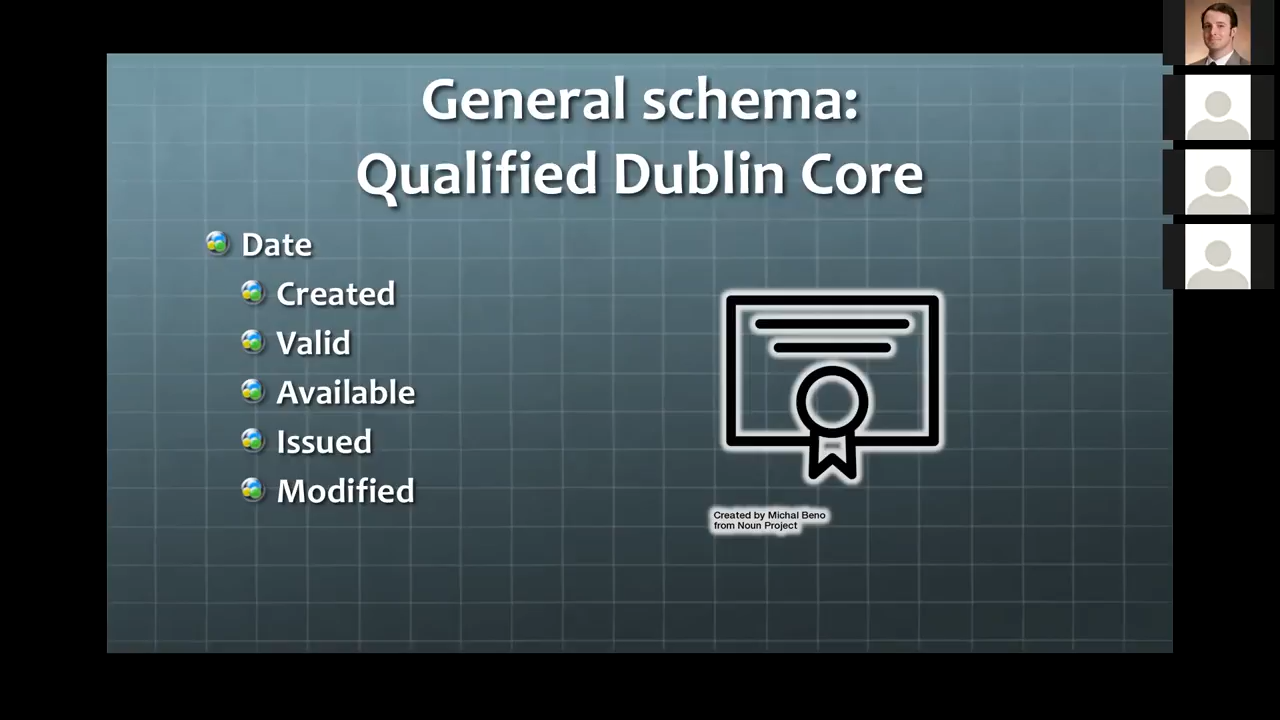 General schema:
Qualified Dublin Core
Date
Created
Valid
Available
Issued
Modified
Created by Michal Beno
from Noun Project